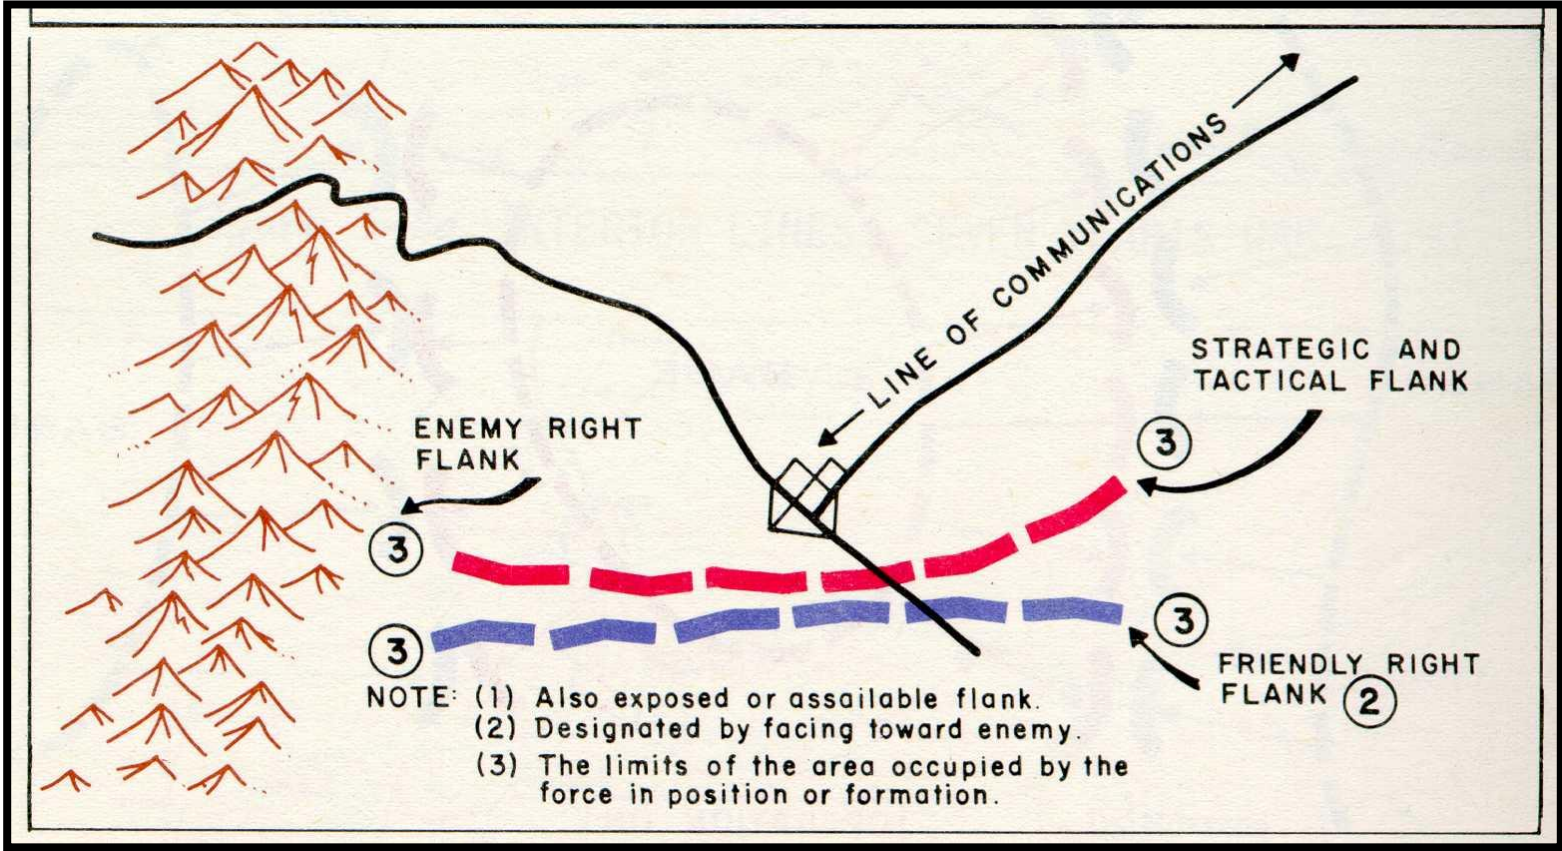 LINE OF COMMUNICATIONS
STRATEGIC AND
TACTICAL FLANK
3
ENEMY RIGHT
FLANK
3
3
3
FRIENDLY RIGHT
FLANK 2
NOTE: (1) Also exposed or assailable flank.
(2) Designated by facing toward enemy.
(3) The limits of the area occupied by the
force in position or formation.